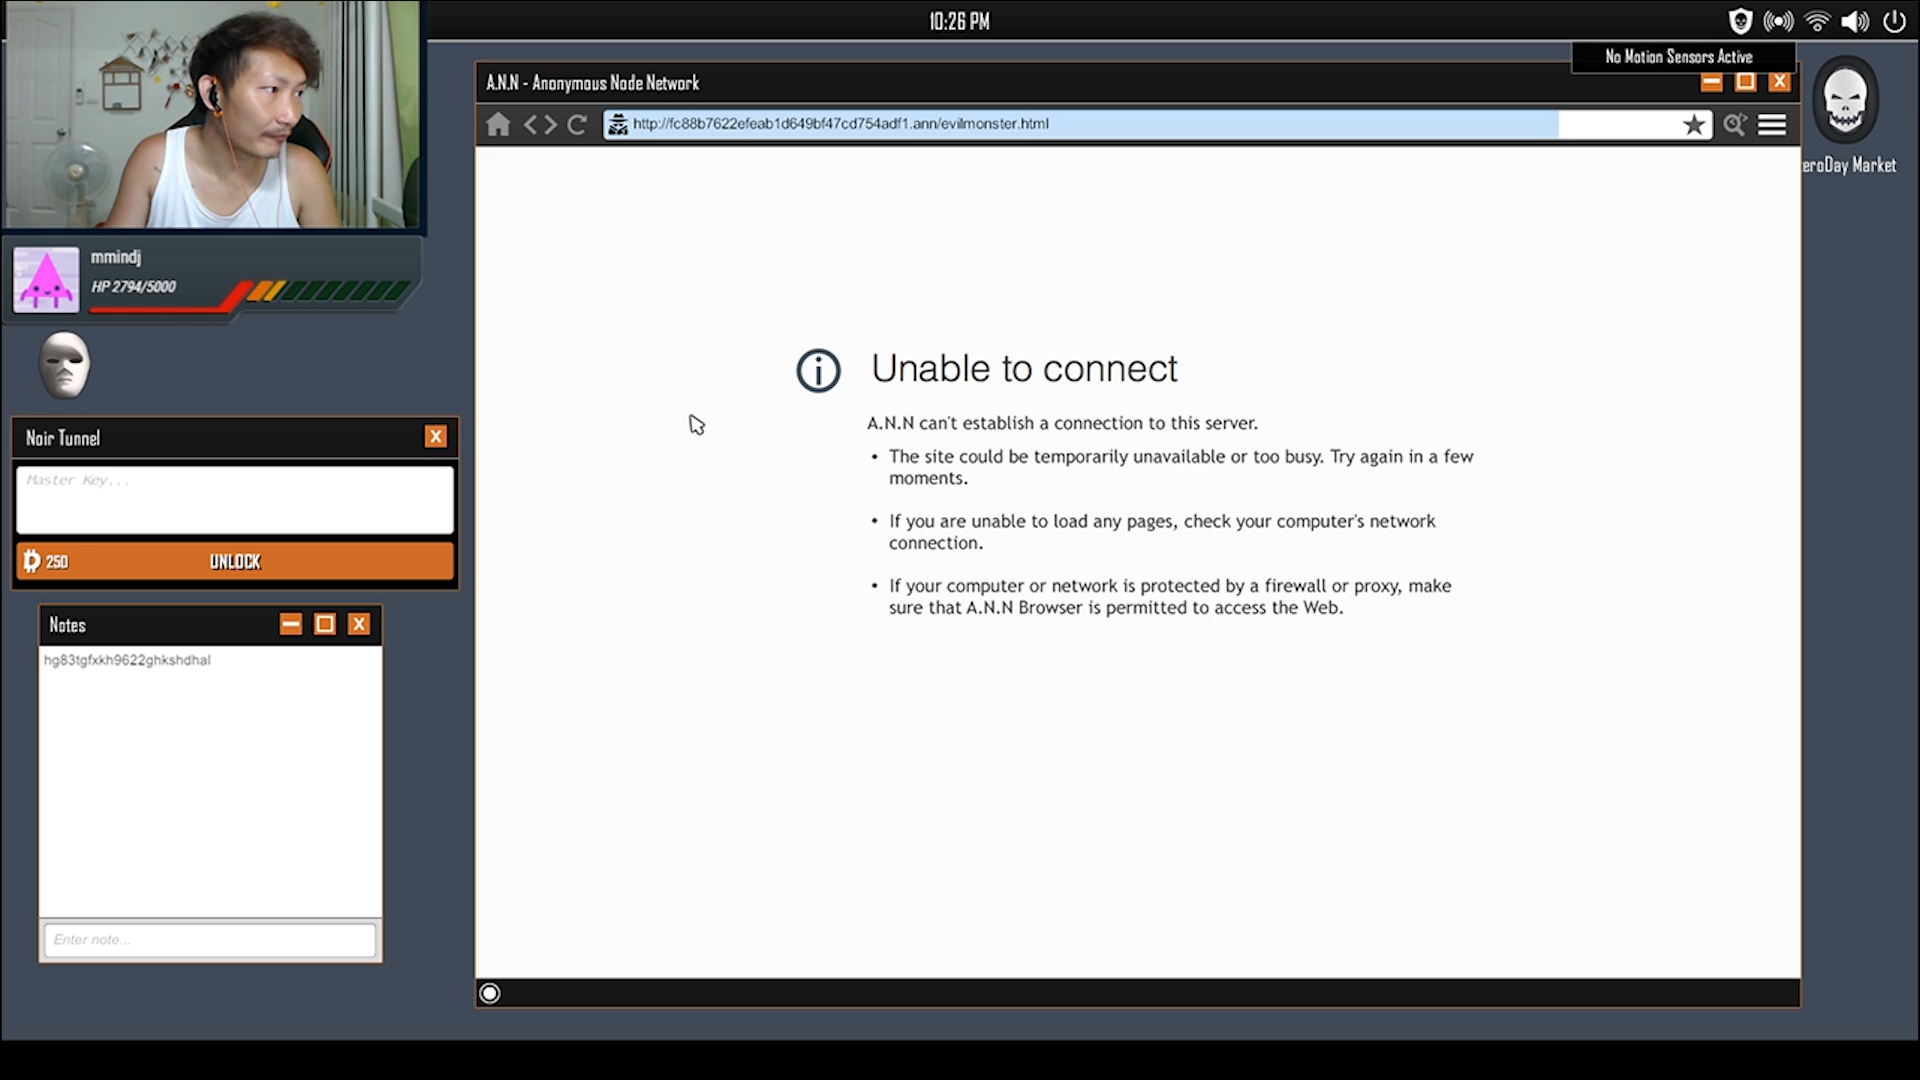 10:26 PM
No Motion Sensors Active
A.N.N - Anonymous Node Network
http://fc88b7622efeab1d649bf47cd754adf1.ann/evilmonster.html
eroDay Market
mmindj
HP 2794/5000
Noir Tunnel
Master Key...
250
UNLOCK
Notes
hg83tgfxkh9622ghkshdhal
Enter note...
Unable to connect
A.N.N can't establish a connection to this server.
• The site could be temporarily unavailable or too busy. Try again in a few
moments.
• If you are unable to load any pages, check your computer's network
connection.
• If your computer or network is protected by a firewall or proxy, make
sure that A.N.N Browser is permitted to access the Web.